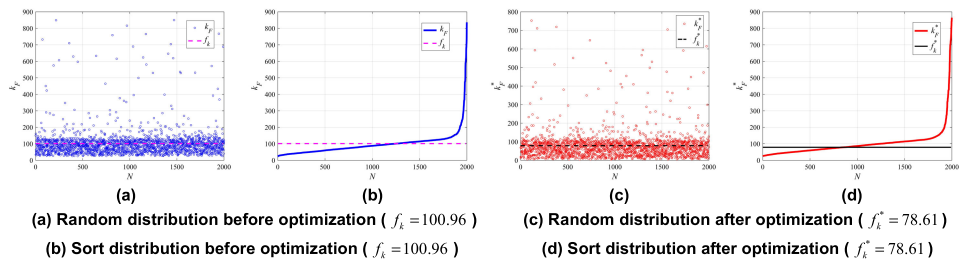 900
800
700
600
500
400
300
200
100
0
0 500 1000 1500 2000
k_F
N
k_F
f_k
(a)
900
800
700
600
500
400
300
200
100
0
0 500 1000 1500 2000
k_F
N
k_F
f_k
(b)
800
700
600
500
400
300
200
100
0
0 500 1000 1500 2000
k_F^*
N
k_F^*
f_k^*
(c)
900
800
700
600
500
400
300
200
100
0
0 500 1000 1500 2000
k_F^*
N
k_F^*
f_k^*
(d)
(a) Random distribution before optimization ( f_k = 100.96 )
(c) Random distribution after optimization ( f_k^* = 78.61 )
(b) Sort distribution before optimization ( f_k = 100.96 )
(d) Sort distribution after optimization ( f_k^* = 78.61 )